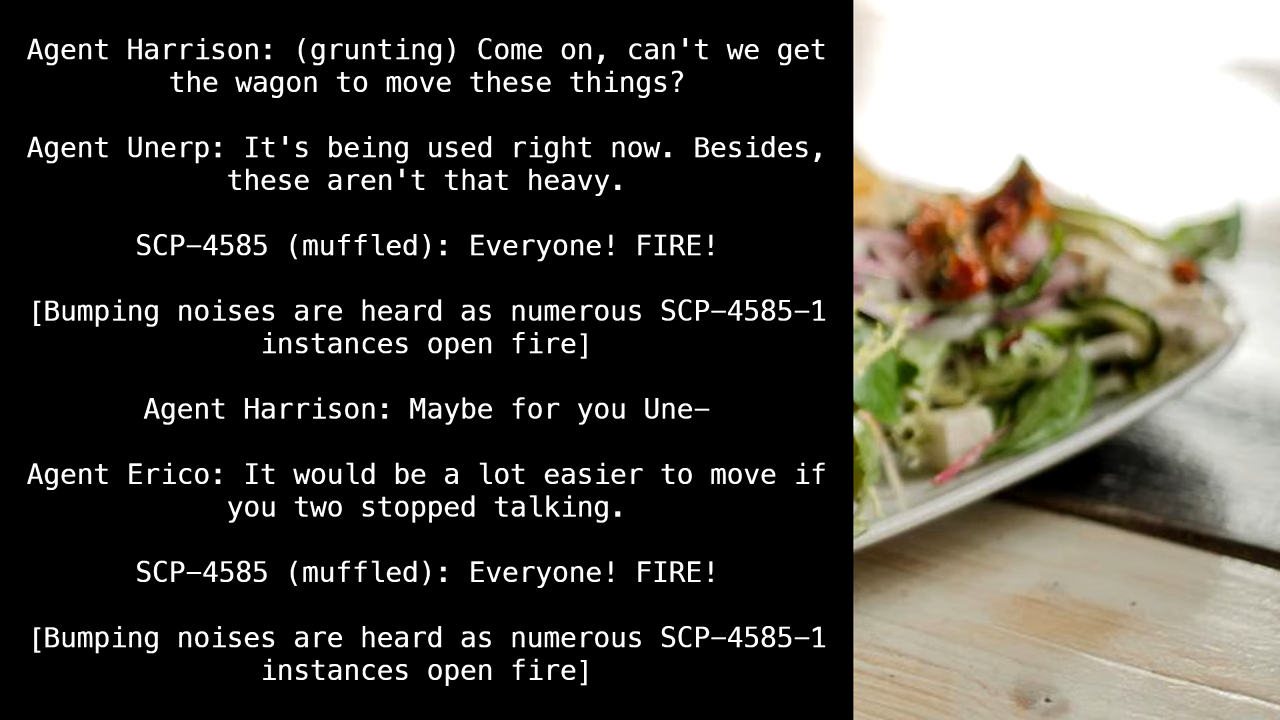 Agent Harrison: (grunting) Come on, can't we get
the wagon to move these things?
Agent Unerp: It's being used right now. Besides,
these aren't that heavy.
SCP−4585 (muffled): Everyone! FIRE!
[Bumping noises are heard as numerous SCP−4585−1
instances open fire]
Agent Harrison: Maybe for you Une−
Agent Erico: It would be a lot easier to move if
you two stopped talking.
SCP−4585 (muffled): Everyone! FIRE!
[Bumping noises are heard as numerous SCP−4585−1
instances open fire]